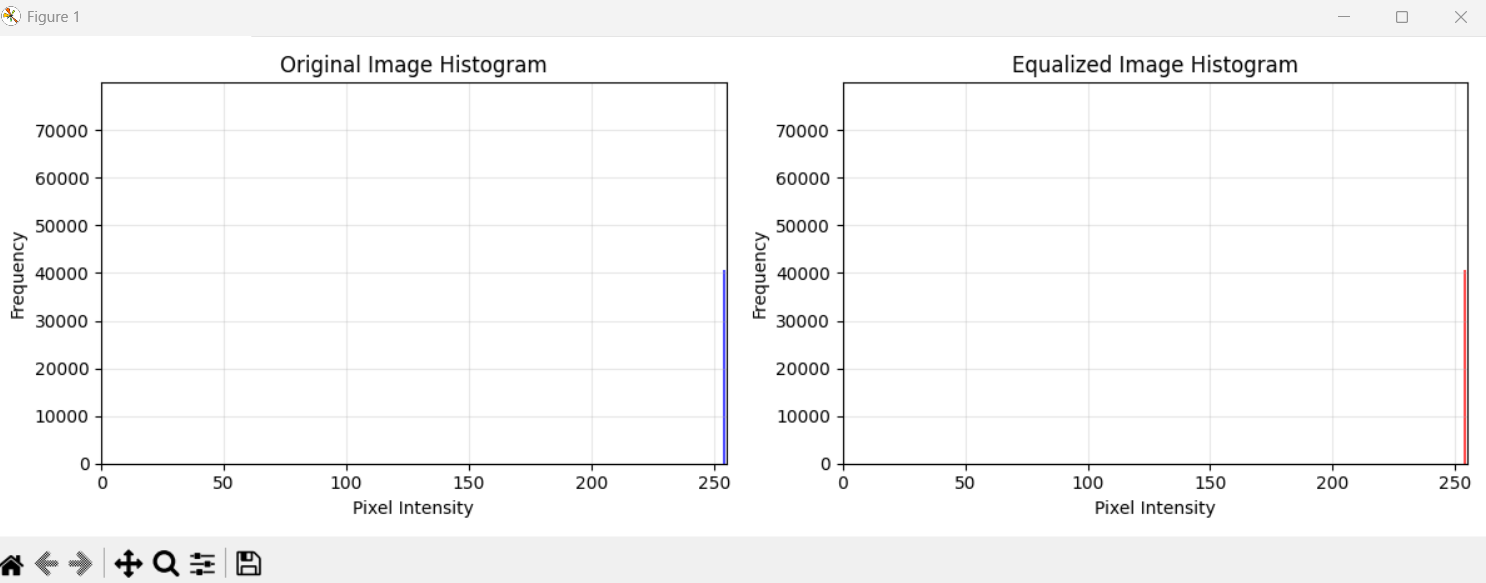 Figure 1
Original Image Histogram
70000
60000
50000
40000
30000
20000
10000
0
Frequency
0 50 100 150 200 250
Pixel Intensity
Equalized Image Histogram
70000
60000
50000
40000
30000
20000
10000
0
Frequency
0 50 100 150 200 250
Pixel Intensity